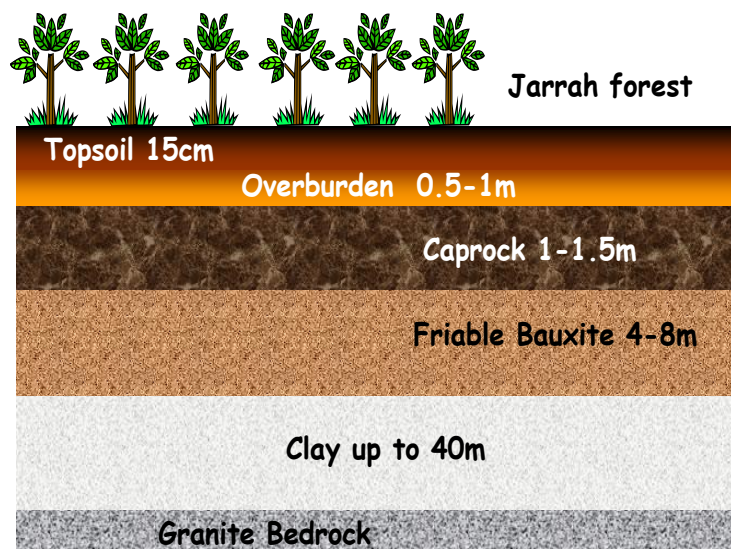 Jarrah forest
Topsoil 15cm
Overburden 0.5-1m
Caprock 1-1.5m
Friable Bauxite 4-8m
Clay up to 40m
Granite Bedrock